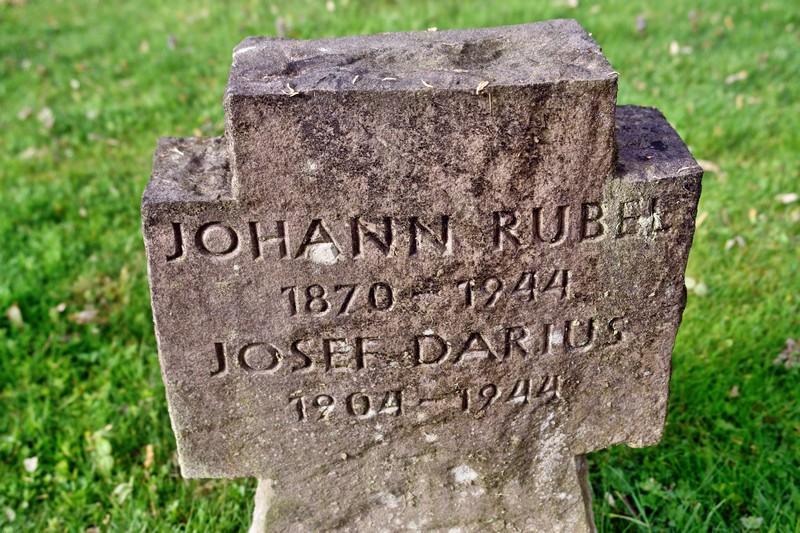 JOHANN RUBEL
1870 - 1944
JOSEF DARIUS
1904 - 1944